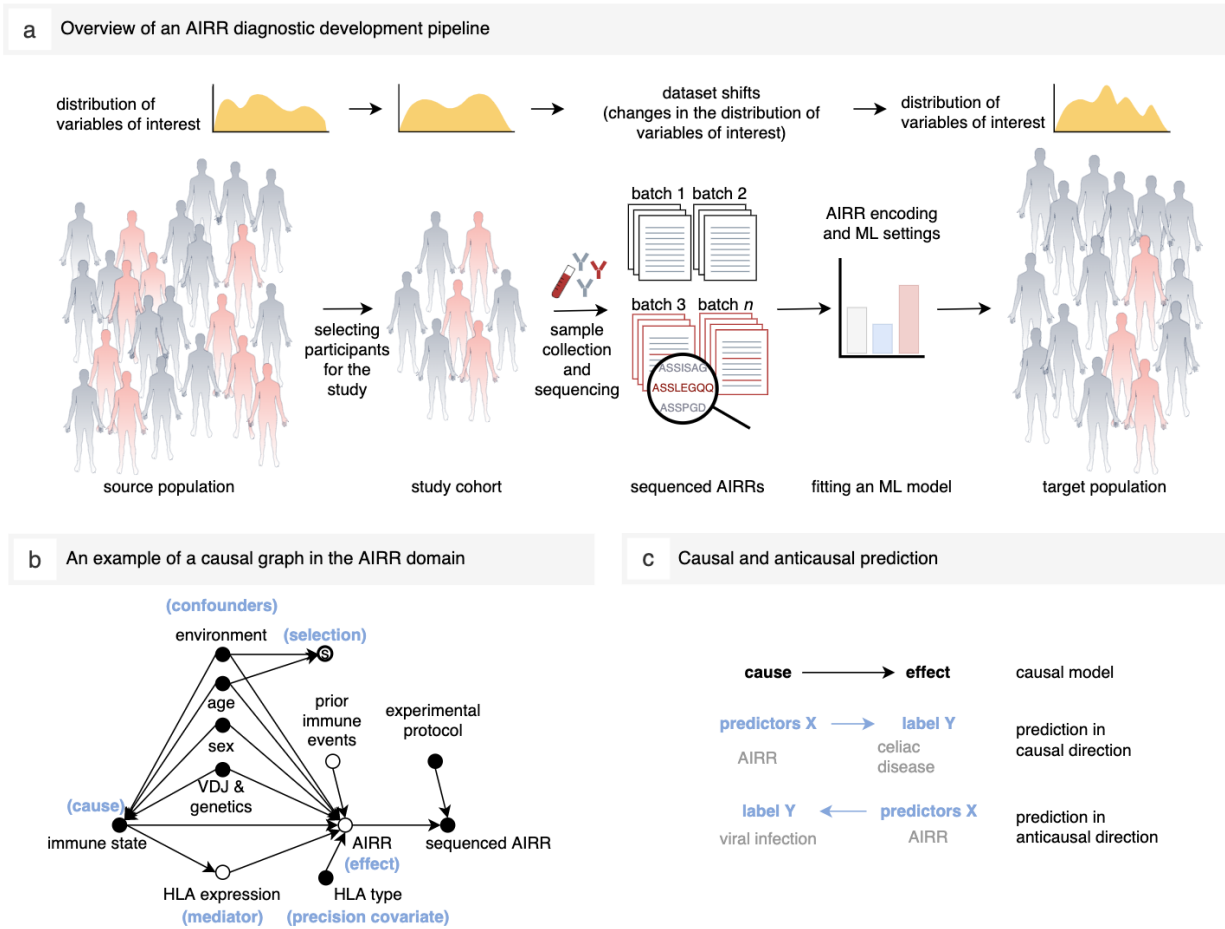 a Overview of an AIRR diagnostic development pipeline
distribution of
variables of interest
dataset shifts
(changes in the distribution of
variables of interest)
distribution of
variables of interest
batch 1 batch 2
AIRR encoding
and ML settings
batch 3 batch n
selecting
participants
for the
study
sample
collection
and
sequencing
ASSISAG
ASSLEGQQ
ASSPGD
source population
study cohort
sequenced AIRRs
fitting an ML model
target population
b An example of a causal graph in the AIRR domain
(confounders)
environment (selection)
S
age
prior
immune
events
experimental
protocol
sex
VDJ &
genetics
(cause)
immune state
AIRR
(effect)
sequenced AIRR
HLA expression
(mediator)
HLA type
(precision covariate)
c Causal and anticausal prediction
cause effect causal model
predictors X label Y
AIRR
celiac
disease
prediction in
causal direction
label Y predictors X
viral infection AIRR
prediction in
anticausal direction